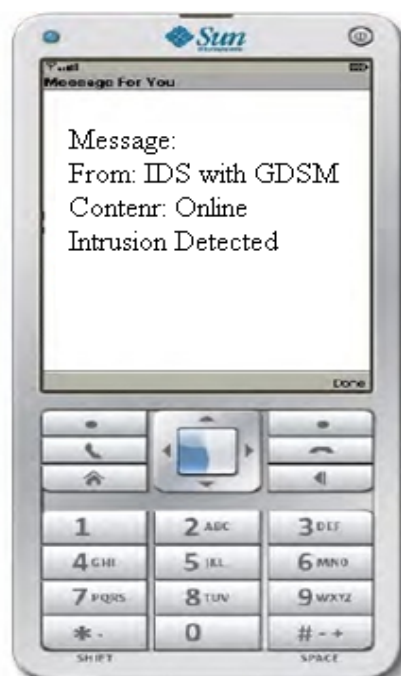 Sun
Message For You
Message:
From: IDS with GDSM
Contenr: Online
Intrusion Detected
Done
1 2 ABC 3 DEF
4 GHI 5 JKL 6 MNO
7 PQRS 8 TUV 9 WXYZ
* - 0 # - +
SHIFT SPACE